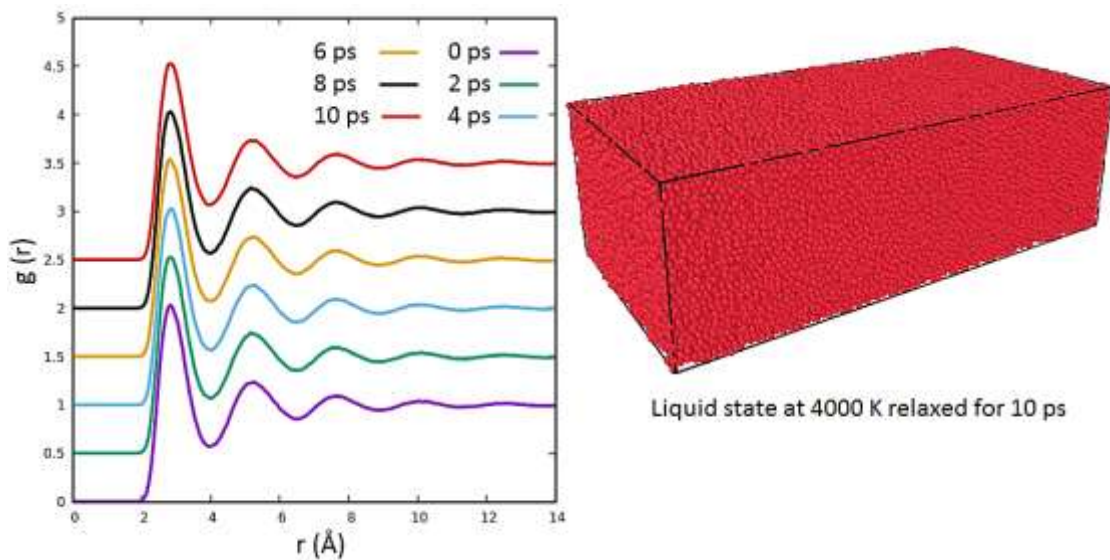 5
4.5
4
3.5
3
2.5
2
1.5
1
0.5
0
g (r)
6 ps 0 ps
8 ps 2 ps
10 ps 4 ps
0 2 4 6 8 10 12 14
r (Å)
Liquid state at 4000 K relaxed for 10 ps